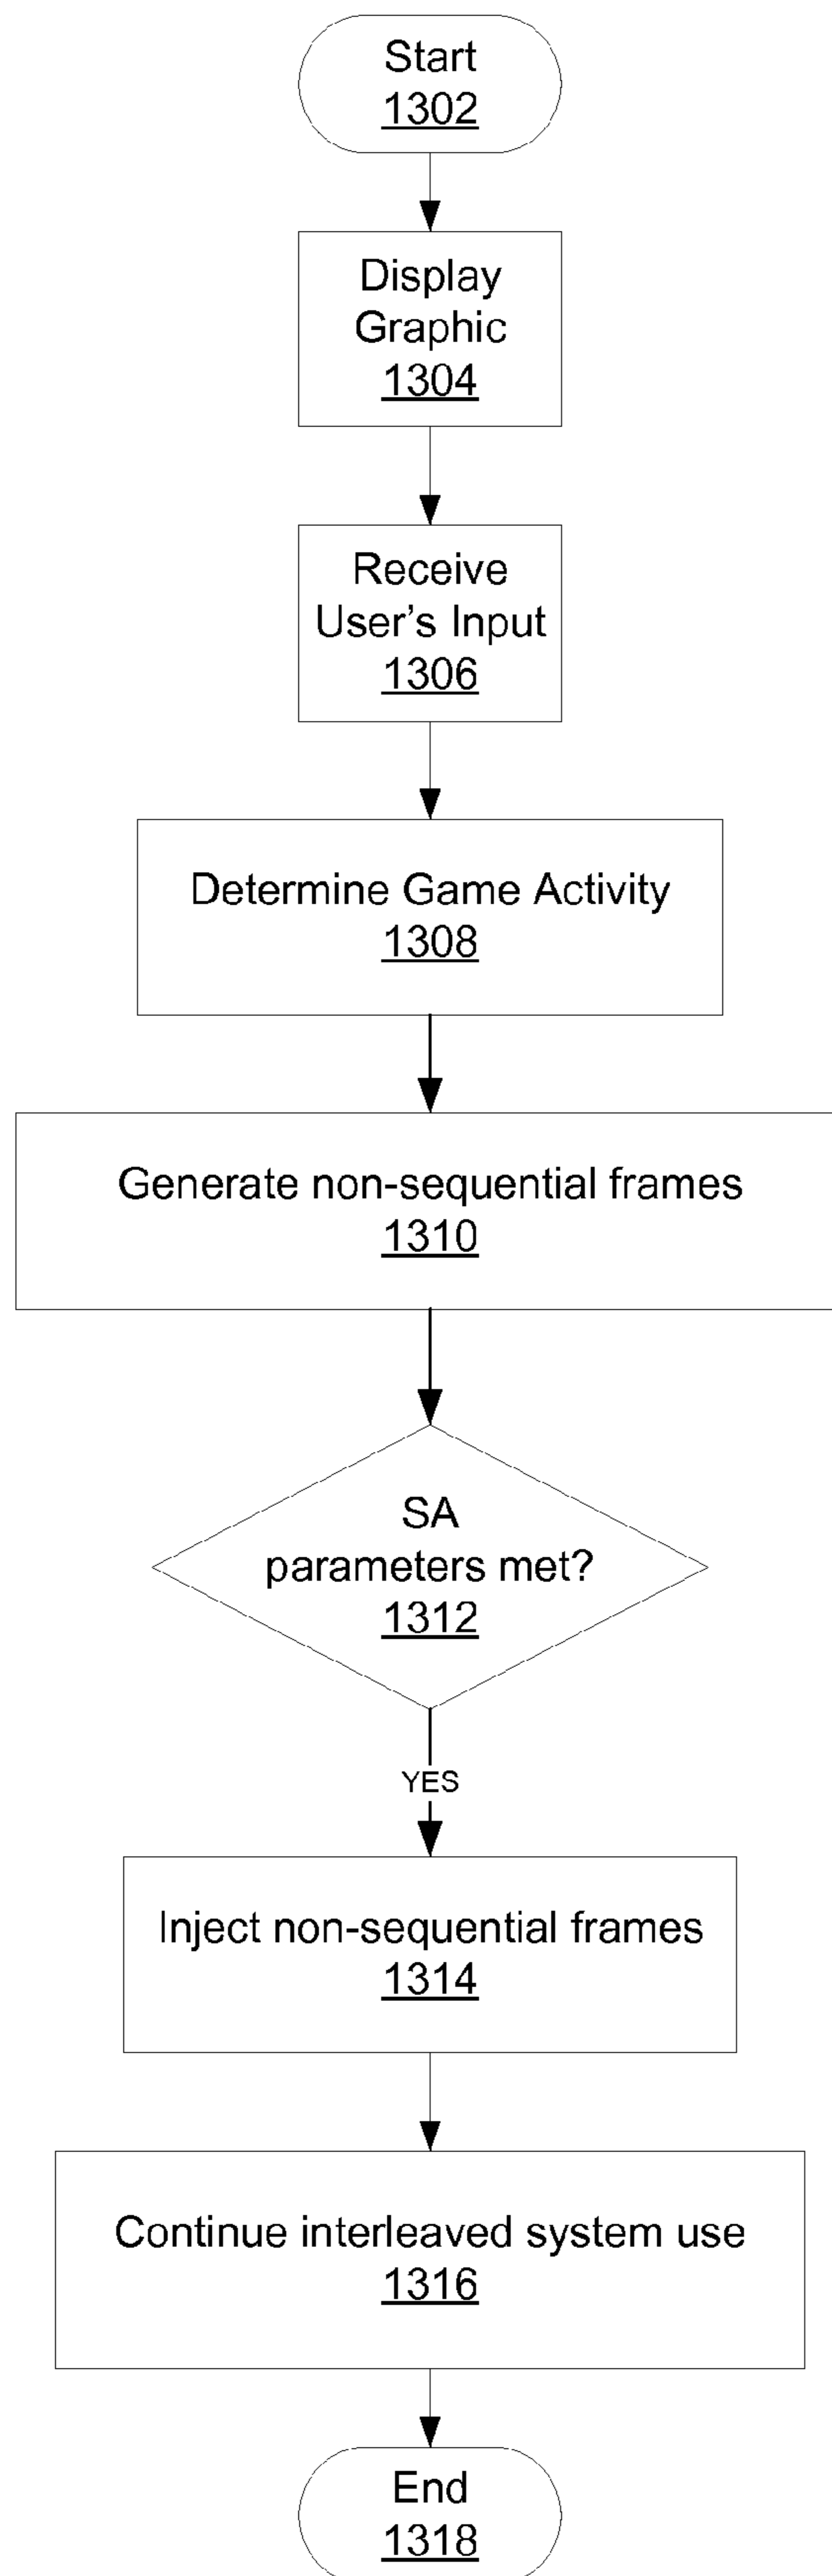 Start
1302
Display
Graphic
1304
Receive
User’s Input
1306
Determine Game Activity
1308
Generate non-sequential frames
1310
SA
parameters met?
1312
YES
Inject non-sequential frames
1314
Continue interleaved system use
1316
End
1318